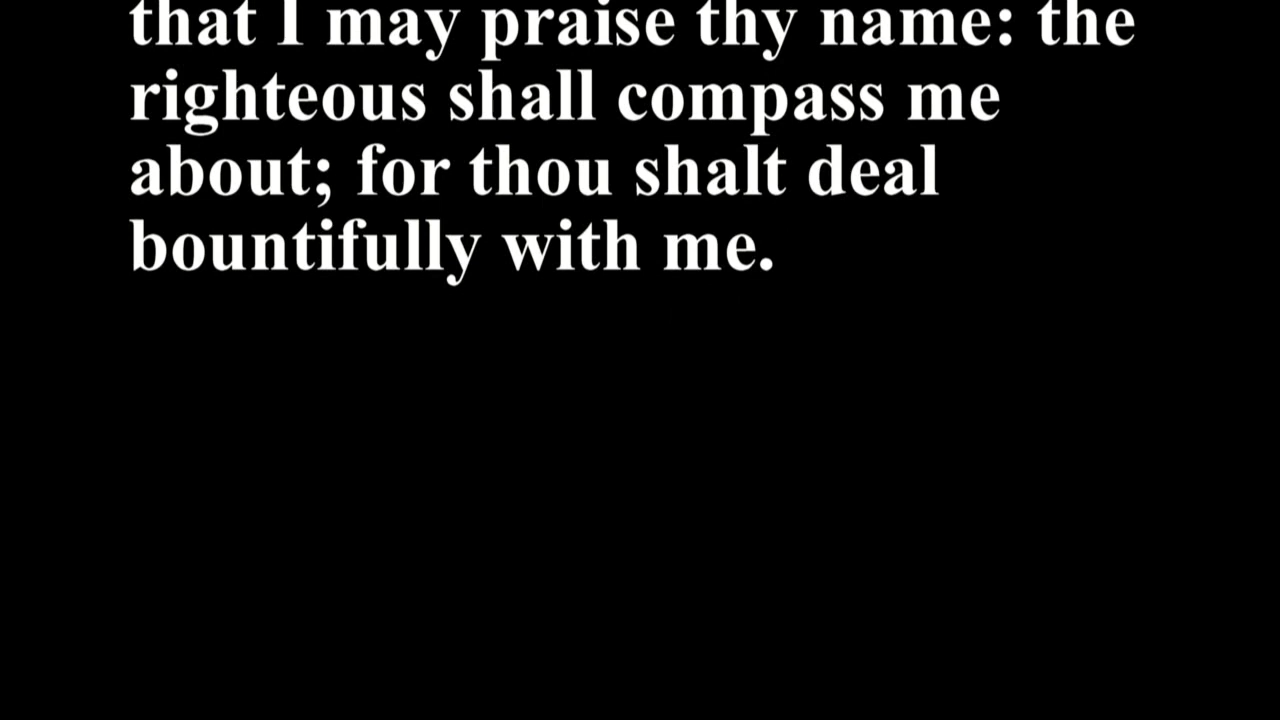 that I may praise thy name: the
righteous shall compass me
about; for thou shalt deal
bountifully with me.